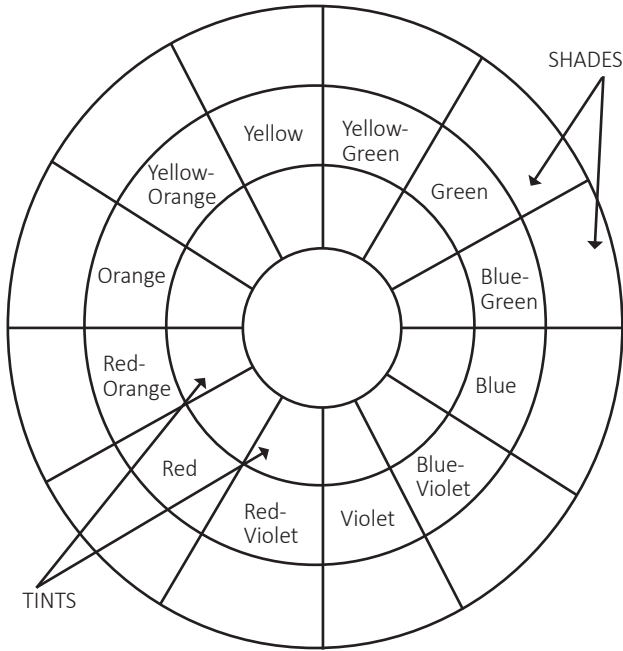 SHADES
Yellow
Yellow-
Green
Yellow-
Orange
Green
Orange
Blue-
Green
Red-
Orange
Blue
Red
Blue-
Violet
Red-
Violet
Violet
TINTS